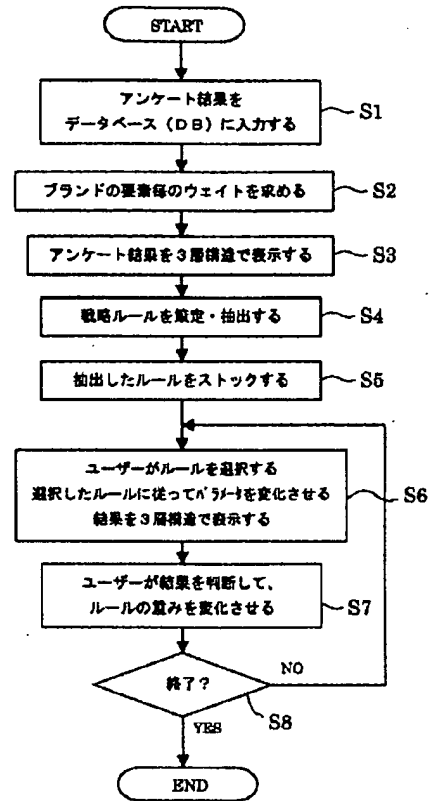 START
アンケート結果を
データベース(DB)に入力する
S1
ブランドの要素毎のウェイトを求める
S2
アンケート結果を3層構造で表示する
S3
戦略ルールを設定・抽出する
S4
抽出したルールをストックする
S5
ユーザーがルールを選択する
選択したルールに従ってパラメータを変化させる
結果を3層構造で表示する
S6
ユーザーが結果を判断して、
ルールの重みを変化させる
S7
終了?
NO
S8
YES
END